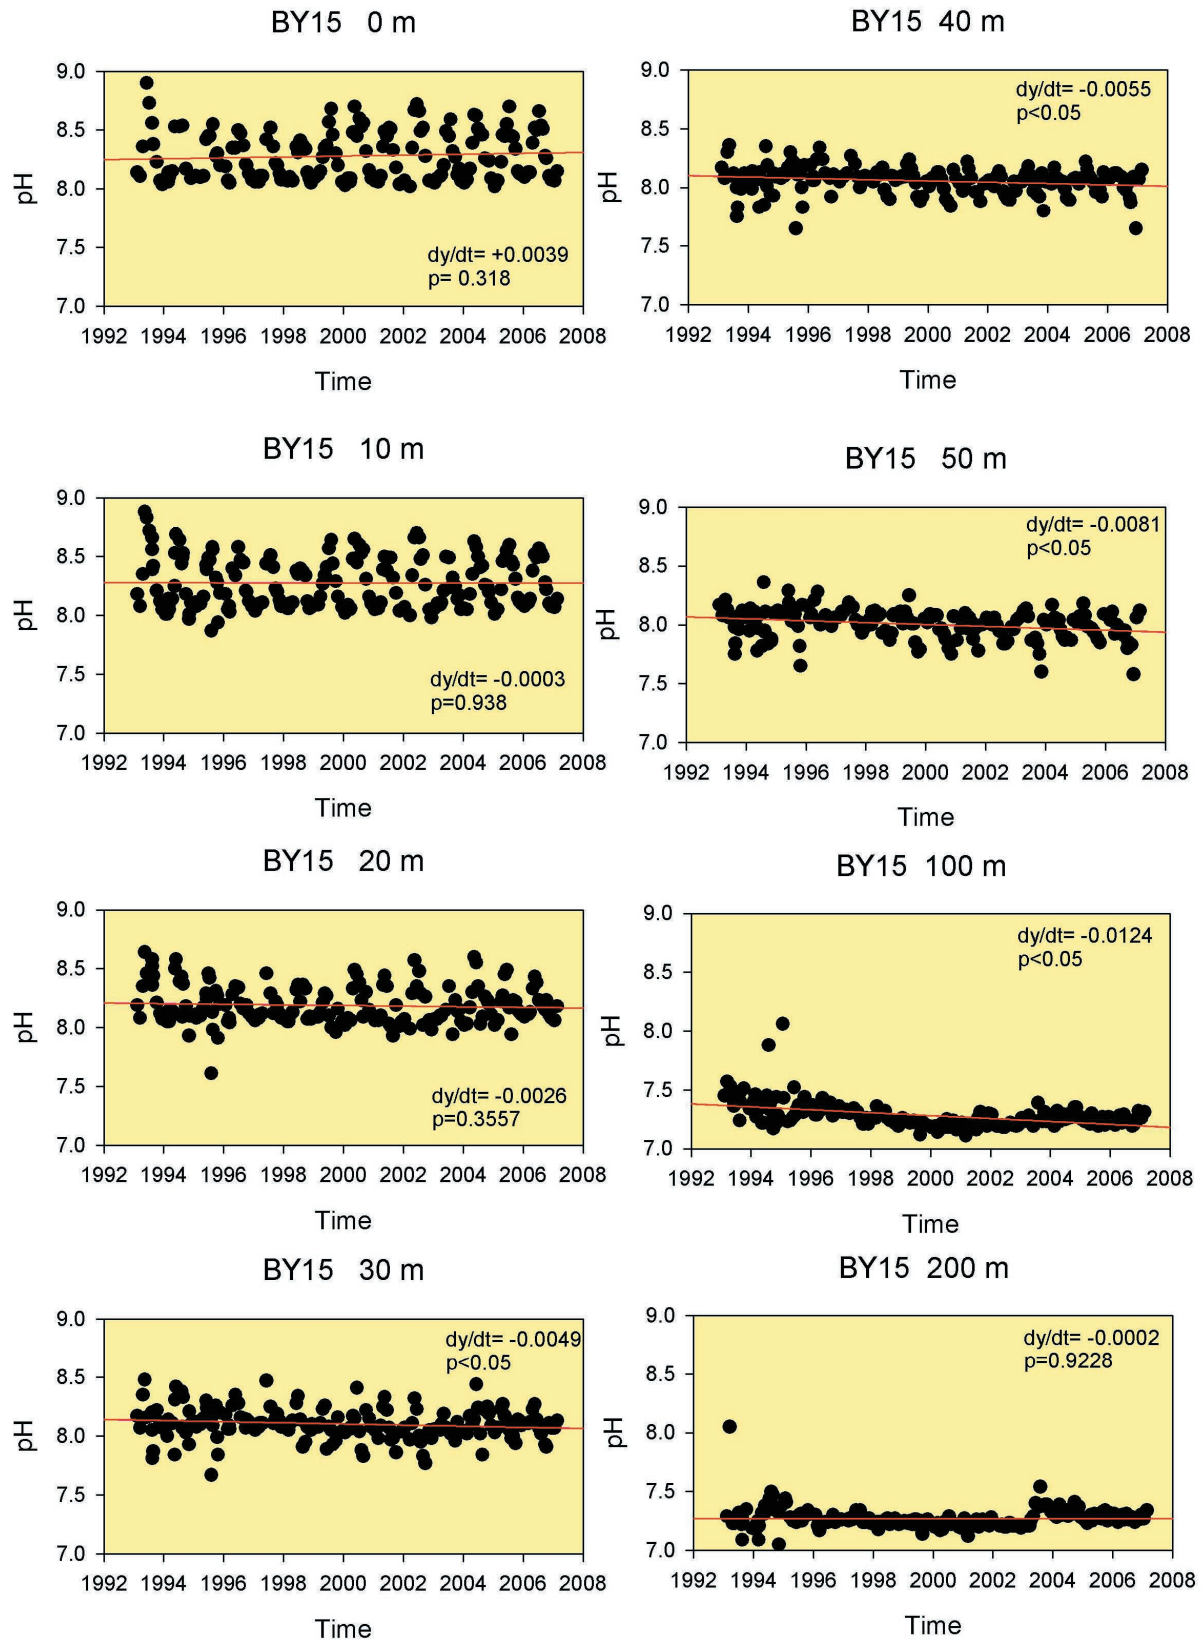 BY15 0 m
9.0
8.5
8.0
7.5
7.0
pH
dy/dt= +0.0039
p= 0.318
1992 1994 1996 1998 2000 2002 2004 2006 2008
Time
BY15 40 m
9.0
8.5
8.0
7.5
7.0
pH
dy/dt= -0.0055
p<0.05
1992 1994 1996 1998 2000 2002 2004 2006 2008
Time
BY15 10 m
9.0
8.5
8.0
7.5
7.0
pH
dy/dt= -0.0003
p=0.938
1992 1994 1996 1998 2000 2002 2004 2006 2008
Time
BY15 50 m
9.0
8.5
8.0
7.5
7.0
pH
dy/dt= -0.0081
p<0.05
1992 1994 1996 1998 2000 2002 2004 2006 2008
Time
BY15 20 m
9.0
8.5
8.0
7.5
7.0
pH
dy/dt= -0.0026
p=0.3557
1992 1994 1996 1998 2000 2002 2004 2006 2008
Time
BY15 100 m
9.0
8.5
8.0
7.5
7.0
pH
dy/dt= -0.0124
p<0.05
1992 1994 1996 1998 2000 2002 2004 2006 2008
Time
BY15 30 m
9.0
8.5
8.0
7.5
7.0
pH
dy/dt= -0.0049
p<0.05
1992 1994 1996 1998 2000 2002 2004 2006 2008
Time
BY15 200 m
9.0
8.5
8.0
7.5
7.0
pH
dy/dt= -0.0002
p=0.9228
1992 1994 1996 1998 2000 2002 2004 2006 2008
Time